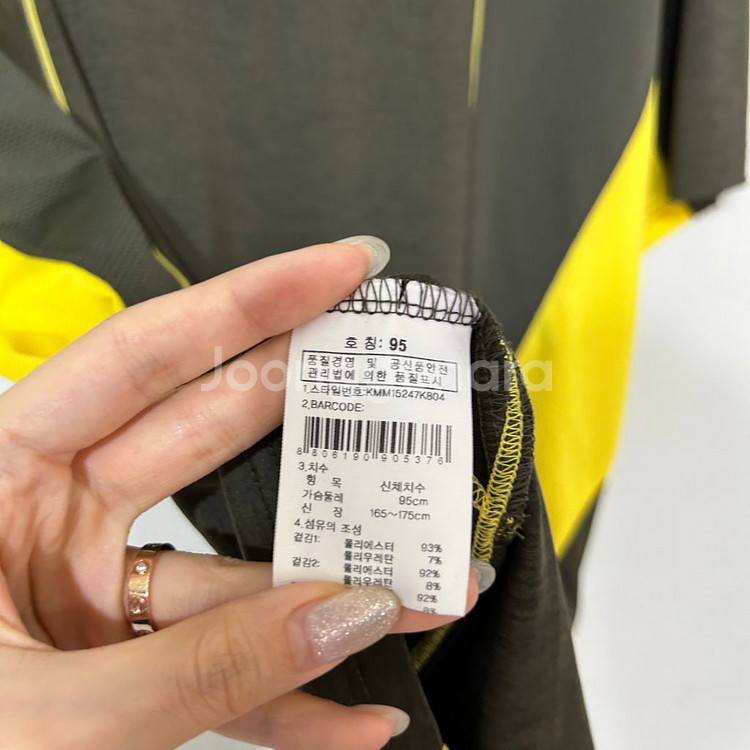 호 칭: 95
품질경영 및 공산품안전
관리법에 의한 품질표시
1.스타일번호:KMM15247K804
2.BARCODE:
8 806190 905376
3.치수
항 목 신체치수
가슴둘레 95cm
신 장 165~175cm
4.섬유의 조성
겉감1: 폴리에스터 93%
폴리우레탄 7%
겉감2: 폴리에스터 92%
폴리우레탄 8%
92%
8%